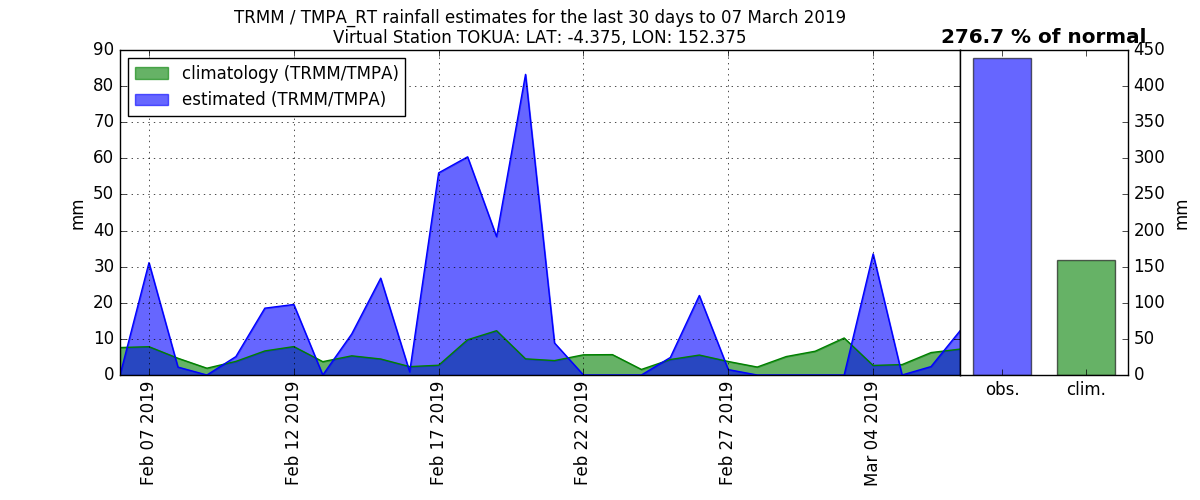 TRMM / TMPA_RT rainfall estimates for the last 30 days to 07 March 2019
Virtual Station TOKUA: LAT: -4.375, LON: 152.375
276.7 % of normal
climatology (TRMM/TMPA)
estimated (TRMM/TMPA)
mm
90
80
70
60
50
40
30
20
10
0
Feb 07 2019
Feb 12 2019
Feb 17 2019
Feb 22 2019
Feb 27 2019
Mar 04 2019
obs.
clim.
450
400
350
300
250
200
150
100
50
0
mm